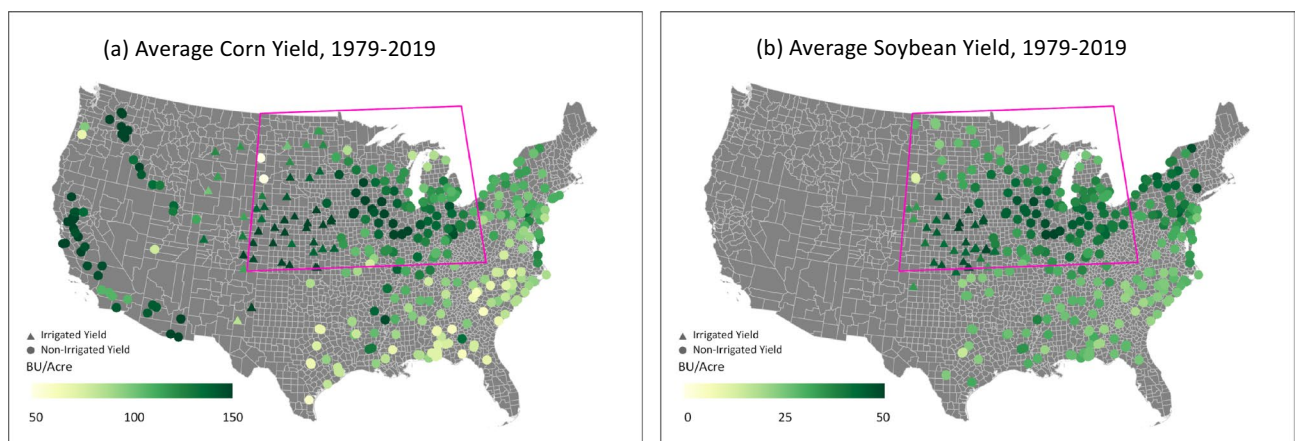 (a) Average Corn Yield, 1979-2019
Irrigated Yield
Non-Irrigated Yield
BU/Acre
50 100 150
(b) Average Soybean Yield, 1979-2019
Irrigated Yield
Non-Irrigated Yield
BU/Acre
0 25 50